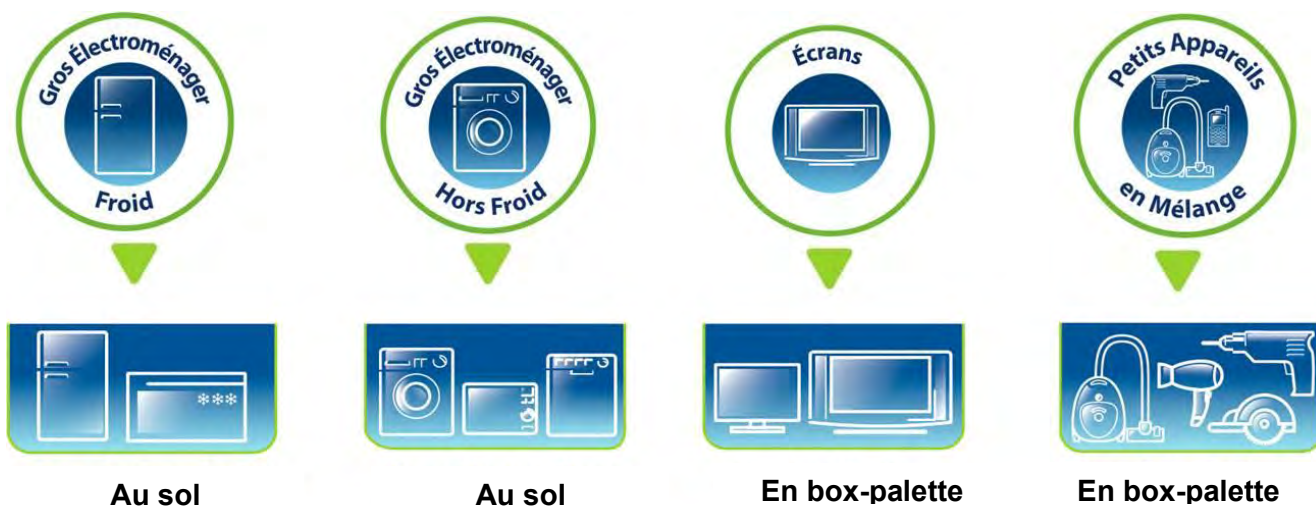 Gros Électroménager
Froid
Gros Électroménager
Hors Froid
Écrans
Petits Appareils
en Mélange
***
Au sol
Au sol
En box-palette
En box-palette